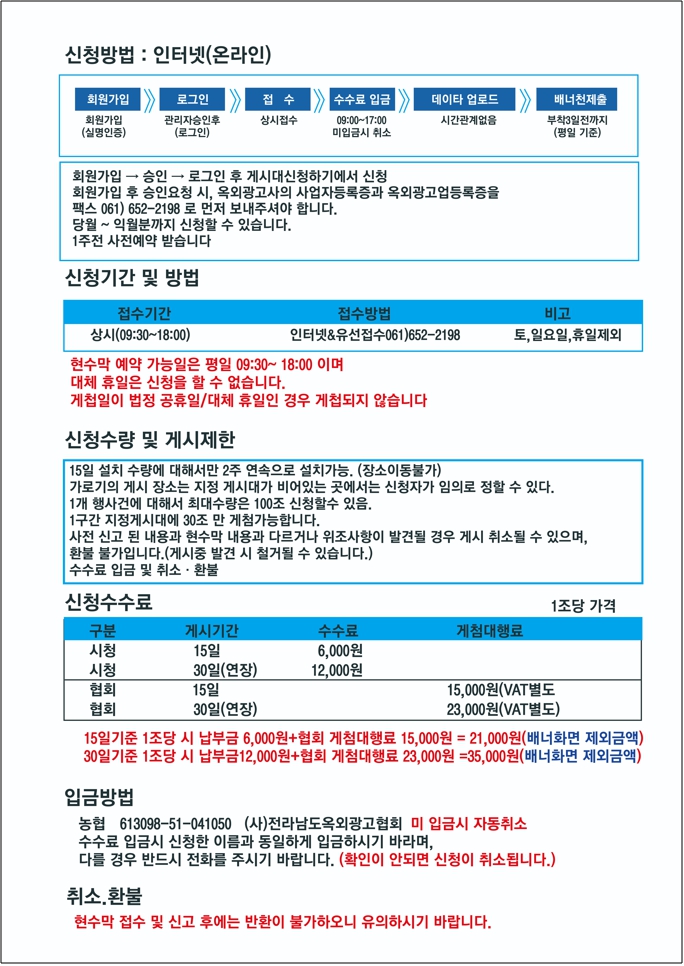 신청방법 : 인터넷(온라인)
회원가입 로그인 접 수 수수료 입금 데이타 업로드 배너천제출
회원가입 관리자승인후 상시접수 09:00~17:00 시간관계없음 부착3일전까지
(실명인증) (로그인) 미입금시 취소 (평일 기준)
회원가입 → 승인 → 로그인 후 게시대신청하기에서 신청
회원가입 후 승인요청 시, 옥외광고사의 사업자등록증과 옥외광고업등록증을
팩스 061) 652-2198 로 먼저 보내주셔야 합니다.
당월 ~ 익월분까지 신청할 수 있습니다.
1주전 사전예약 받습니다
신청기간 및 방법
접수기간 접수방법 비고
상시(09:30~18:00) 인터넷&유선접수061)652-2198 토,일요일,휴일제외
현수막 예약 가능일은 평일 09:30~ 18:00 이며
대체 휴일은 신청을 할 수 없습니다.
게첩일이 법정 공휴일/대체 휴일인 경우 게첩되지 않습니다
신청수량 및 게시제한
15일 설치 수량에 대해서만 2주 연속으로 설치가능. (장소이동불가)
가로기의 게시 장소는 지정 게시대가 비어있는 곳에서는 신청자가 임의로 정할 수 있다.
1개 행사건에 대해서 최대수량은 100조 신청할수 있음.
1구간 지정게시대에 30조 만 게첨가능합니다.
사전 신고 된 내용과 현수막 내용과 다르거나 위조사항이 발견될 경우 게시 취소될 수 있으며,
환불 불가입니다.(게시중 발견 시 철거될 수 있습니다.)
수수료 입금 및 취소 · 환불
신청수수료 1조당 가격
구분 게시기간 수수료 게첨대행료
시청 15일 6,000원
시청 30일(연장) 12,000원
협회 15일 15,000원(VAT별도
협회 30일(연장) 23,000원(VAT별도)
15일기준 1조당 시 납부금 6,000원+협회 게첨대행료 15,000원 = 21,000원(배너화면 제외금액)
30일기준 1조당 시 납부금12,000원+협회 게첨대행료 23,000원 =35,000원(배너화면 제외금액)
입금방법
농협 613098-51-041050 (사)전라남도옥외광고협회 미 입금시 자동취소
수수료 입금시 신청한 이름과 동일하게 입금하시기 바라며,
다를 경우 반드시 전화를 주시기 바랍니다. (확인이 안되면 신청이 취소됩니다.)
취소.환불
현수막 접수 및 신고 후에는 반환이 불가하오니 유의하시기 바랍니다.